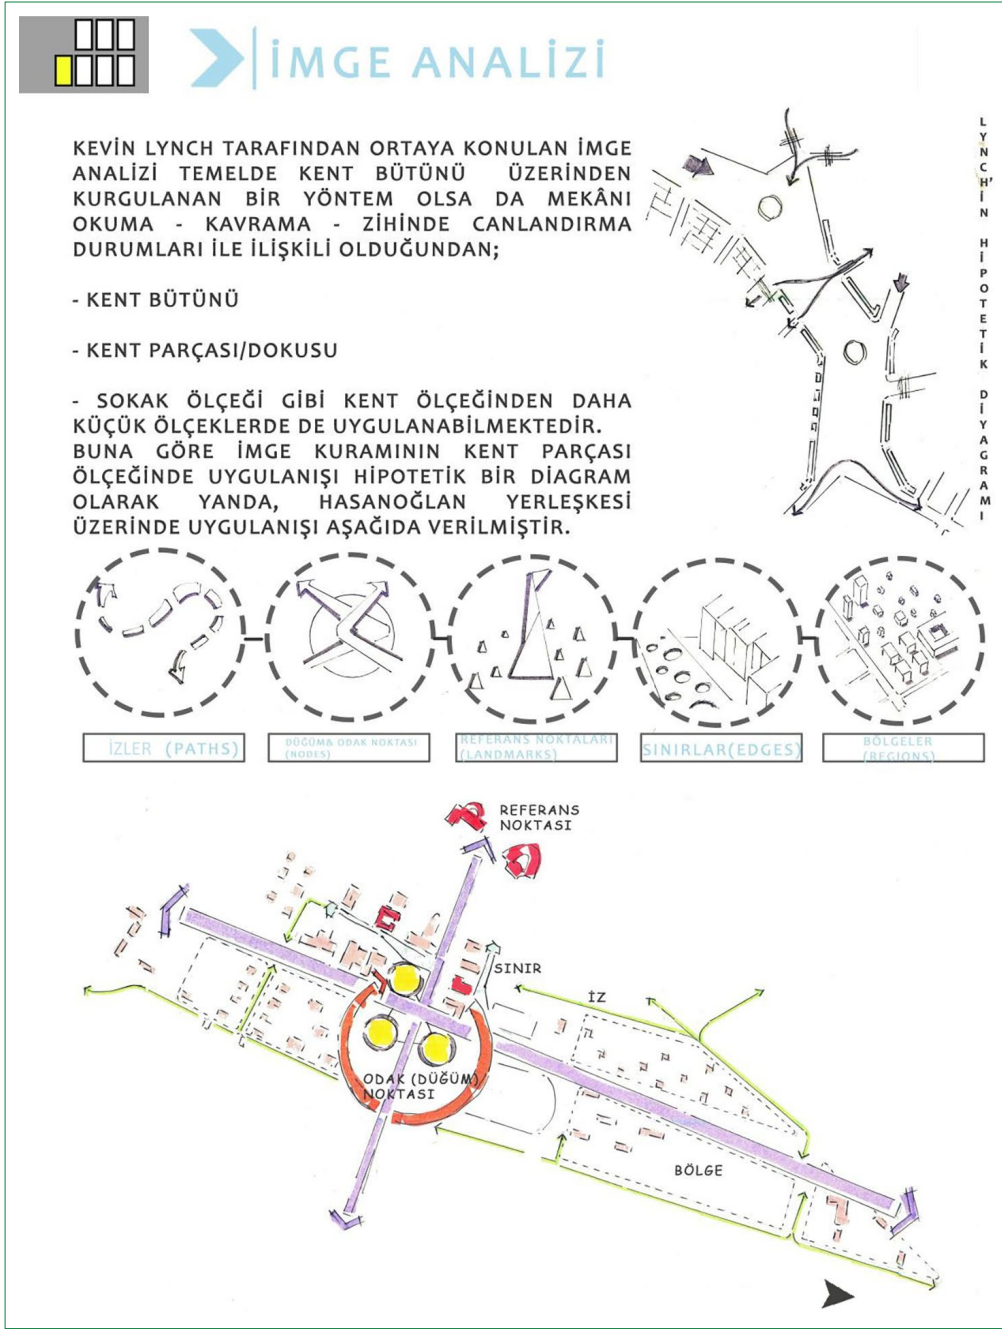 İMGE ANALİZİ
KEVİN LYNCH TARAFINDAN ORTAYA KONULAN İMGE
ANALİZİ TEMELDE KENT BÜTÜNÜ ÜZERİNDEN
KURGULANAN BİR YÖNTEM OLSA DA MEKÂNI
OKUMA - KAVRAMA - ZİHİNDE CANLANDIRMA
DURUMLARI İLE İLİŞKİLİ OLDUĞUNDAN;
- KENT BÜTÜNÜ
- KENT PARÇASI/DOKUSU
- SOKAK ÖLÇEĞİ GİBİ KENT ÖLÇEĞİNDEN DAHA
KÜÇÜK ÖLÇEKLERDE DE UYGULANABİLMEKTEDİR.
BUNA GÖRE İMGE KURAMININ KENT PARÇASI
ÖLÇEĞİNDE UYGULANIŞI HİPOTETİK BİR DİAGRAM
OLARAK YANDA, HASANOĞLAN YERLEŞKESİ
ÜZERİNDE UYGULANIŞI AŞAĞIDA VERİLMİŞTİR.
LYNCH'İN HİPOTETİK DİYAGRAMI
İZLER (PATHS)
DÜĞÜM& ODAK NOKTASI
(NODES)
REFERANS NOKTALARI
(LANDMARKS)
SINIRLAR(EDGES)
BÖLGELER
(REGIONS)
REFERANS
NOKTASI
SINIR
İZ
ODAK (DÜĞÜM)
NOKTASI
BÖLGE